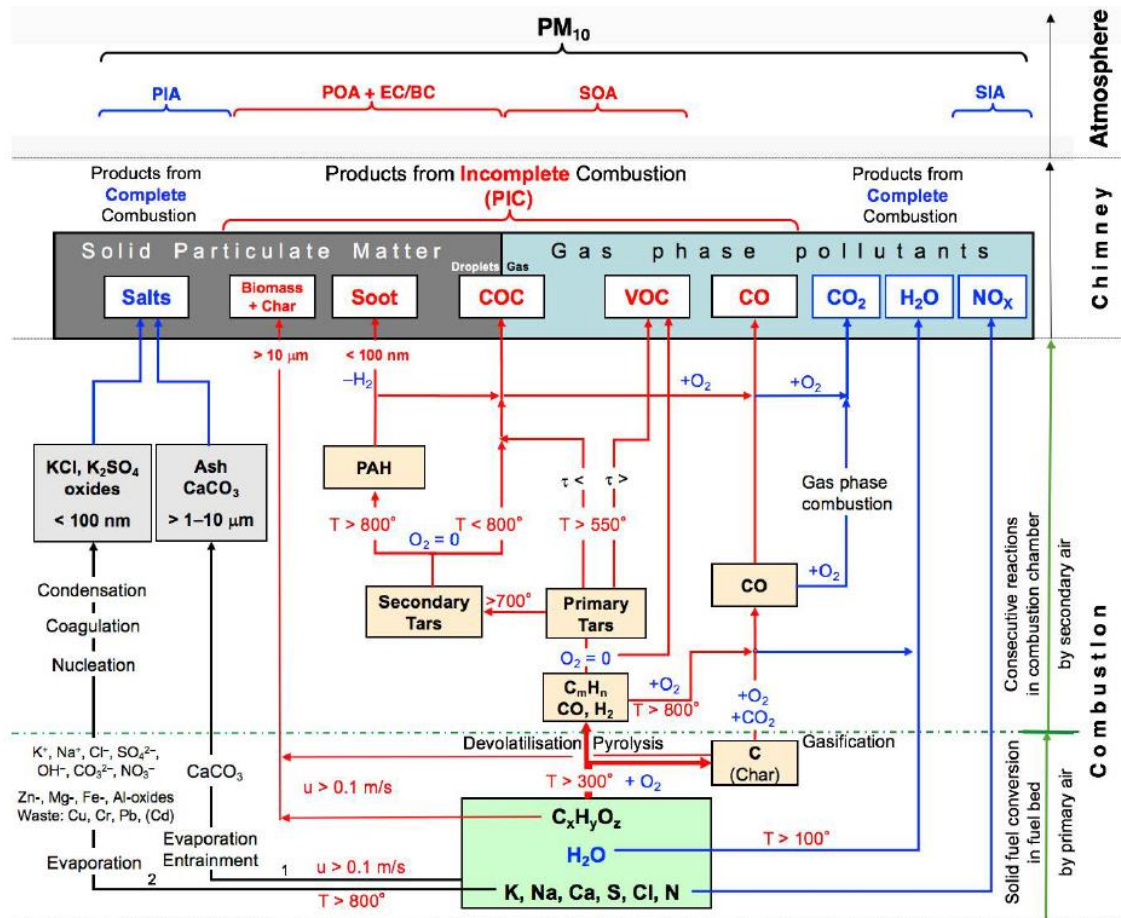 PM₁₀
PIA
POA + EC/BC
SOA
SIA
Atmosphere
Products from
Complete
Combustion
Products from Incomplete Combustion
(PIC)
Products from
Complete
Combustion
Solid Particulate Matter
Gas phase pollutants
Droplets
Gas
Salts
Biomass
+ Char
Soot
COC
VOC
CO
CO₂
H₂O
NOₓ
Chimney
> 10 μm
< 100 nm
–H₂
+O₂
+O₂
KCl, K₂SO₄
oxides
< 100 nm
Ash
CaCO₃
> 1–10 μm
PAH
τ <
τ >
Gas phase
combustion
T > 800°
T < 800°
T > 550°
O₂ = 0
CO
+O₂
Secondary
Tars
>700°
Primary
Tars
Condensation
Coagulation
Nucleation
O₂ = 0
CₘHₙ
CO, H₂
+O₂
T > 800°
+O₂
+CO₂
Consecutive reactions
in combustion chamber
by secondary air
Combustion
K⁺, Na⁺, Cl⁻, SO₄²⁻,
OH⁻, CO₃²⁻, NO₃⁻
Zn-, Mg-, Fe-, Al-oxides
Waste: Cu, Cr, Pb, (Cd)
CaCO₃
Devolatilisation
Pyrolysis
C
(Char)
Gasification
T > 300°
+ O₂
u > 0.1 m/s
CₓHᵧO_z
H₂O
T > 100°
K, Na, Ca, S, Cl, N
Evaporation
Evaporation
Entrainment
1
u > 0.1 m/s
2
T > 800°
Solid fuel conversion
in fuel bed
by primary air